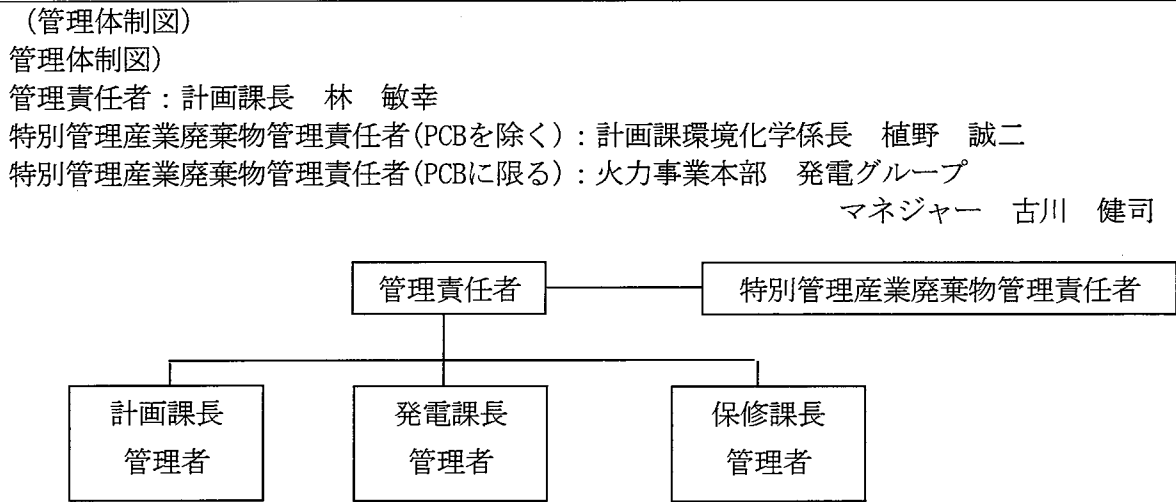 (管理体制図)
管理体制図)
管理責任者：計画課長　林　敏幸
特別管理産業廃棄物管理責任者(PCBを除く)：計画課環境化学係長　植野　誠二
特別管理産業廃棄物管理責任者(PCBに限る)：火力事業本部　発電グループ
マネジャー　古川　健司
管理責任者
特別管理産業廃棄物管理責任者
計画課長
管理者
発電課長
管理者
保修課長
管理者